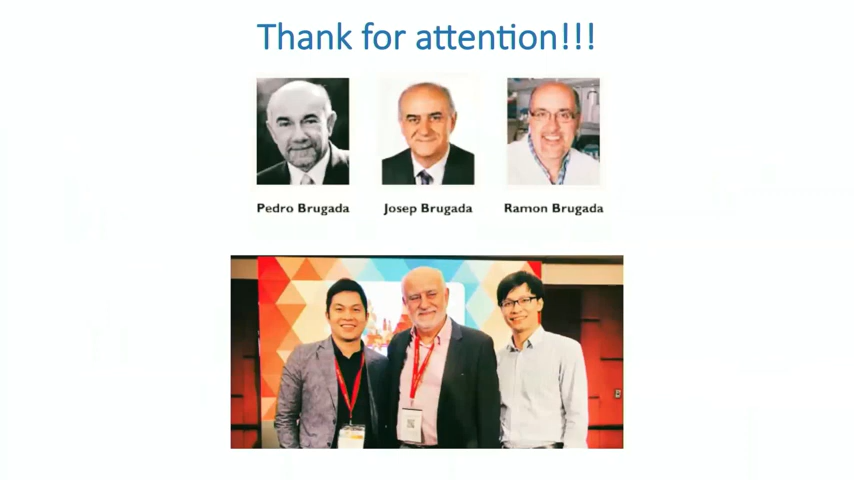 Thank for attention!!!
Pedro Brugada
Josep Brugada
Ramon Brugada